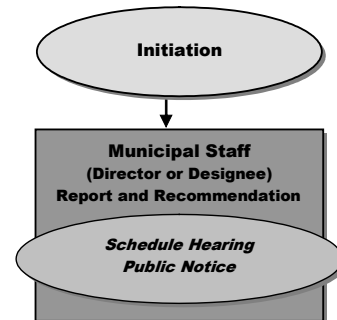 Initiation
Municipal Staff
(Director or Designee)
Report and Recommendation
Schedule Hearing
Public Notice